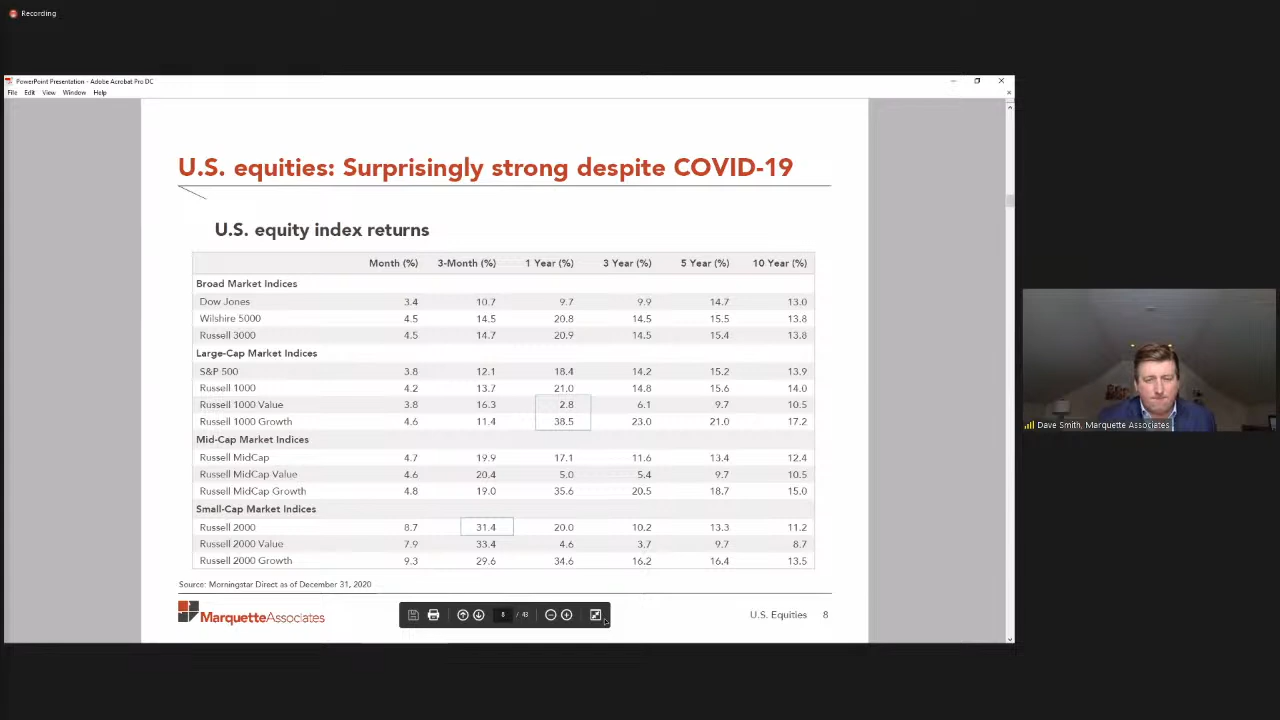 Recording
PowerPoint Presentation - Adobe Acrobat Pro DC
File Edit View Window Help
U.S. equities: Surprisingly strong despite COVID-19
U.S. equity index returns
Month (%) 3-Month (%) 1 Year (%) 3 Year (%) 5 Year (%) 10 Year (%)
Broad Market Indices
Dow Jones 3.4 10.7 9.7 9.9 14.7 13.0
Wilshire 5000 4.5 14.5 20.8 14.5 15.5 13.8
Russell 3000 4.5 14.7 20.9 14.5 15.4 13.8
Large-Cap Market Indices
S&P 500 3.8 12.1 18.4 14.2 15.2 13.9
Russell 1000 4.2 13.7 21.0 14.8 15.6 14.0
Russell 1000 Value 3.8 16.3 2.8 6.1 9.7 10.5
Russell 1000 Growth 4.6 11.4 38.5 23.0 21.0 17.2
Mid-Cap Market Indices
Russell MidCap 4.7 19.9 17.1 11.6 13.4 12.4
Russell MidCap Value 4.6 20.4 5.0 5.4 9.7 10.5
Russell MidCap Growth 4.8 19.0 35.6 20.5 18.7 15.0
Small-Cap Market Indices
Russell 2000 8.7 31.4 20.0 10.2 13.3 11.2
Russell 2000 Value 7.9 33.4 4.6 3.7 9.7 8.7
Russell 2000 Growth 9.3 29.6 34.6 16.2 16.4 13.5
Source: Morningstar Direct as of December 31, 2020
MarquetteAssociates
8 / 43
U.S. Equities 8
Dave Smith, Marquette Associates